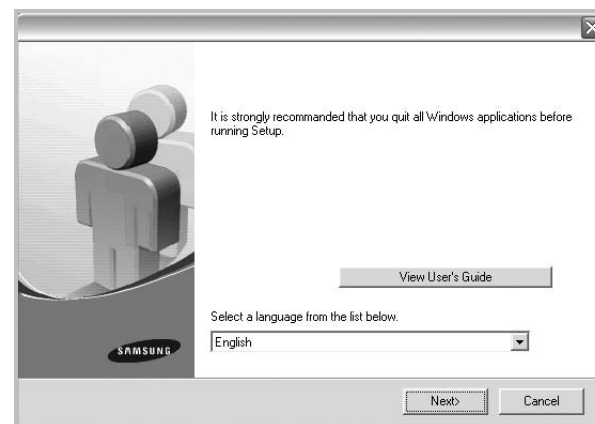 It is strongly recommanded that you quit all Windows applications before
running Setup.
View User's Guide
Select a language from the list below.
English
SAMSUNG
Next>
Cancel